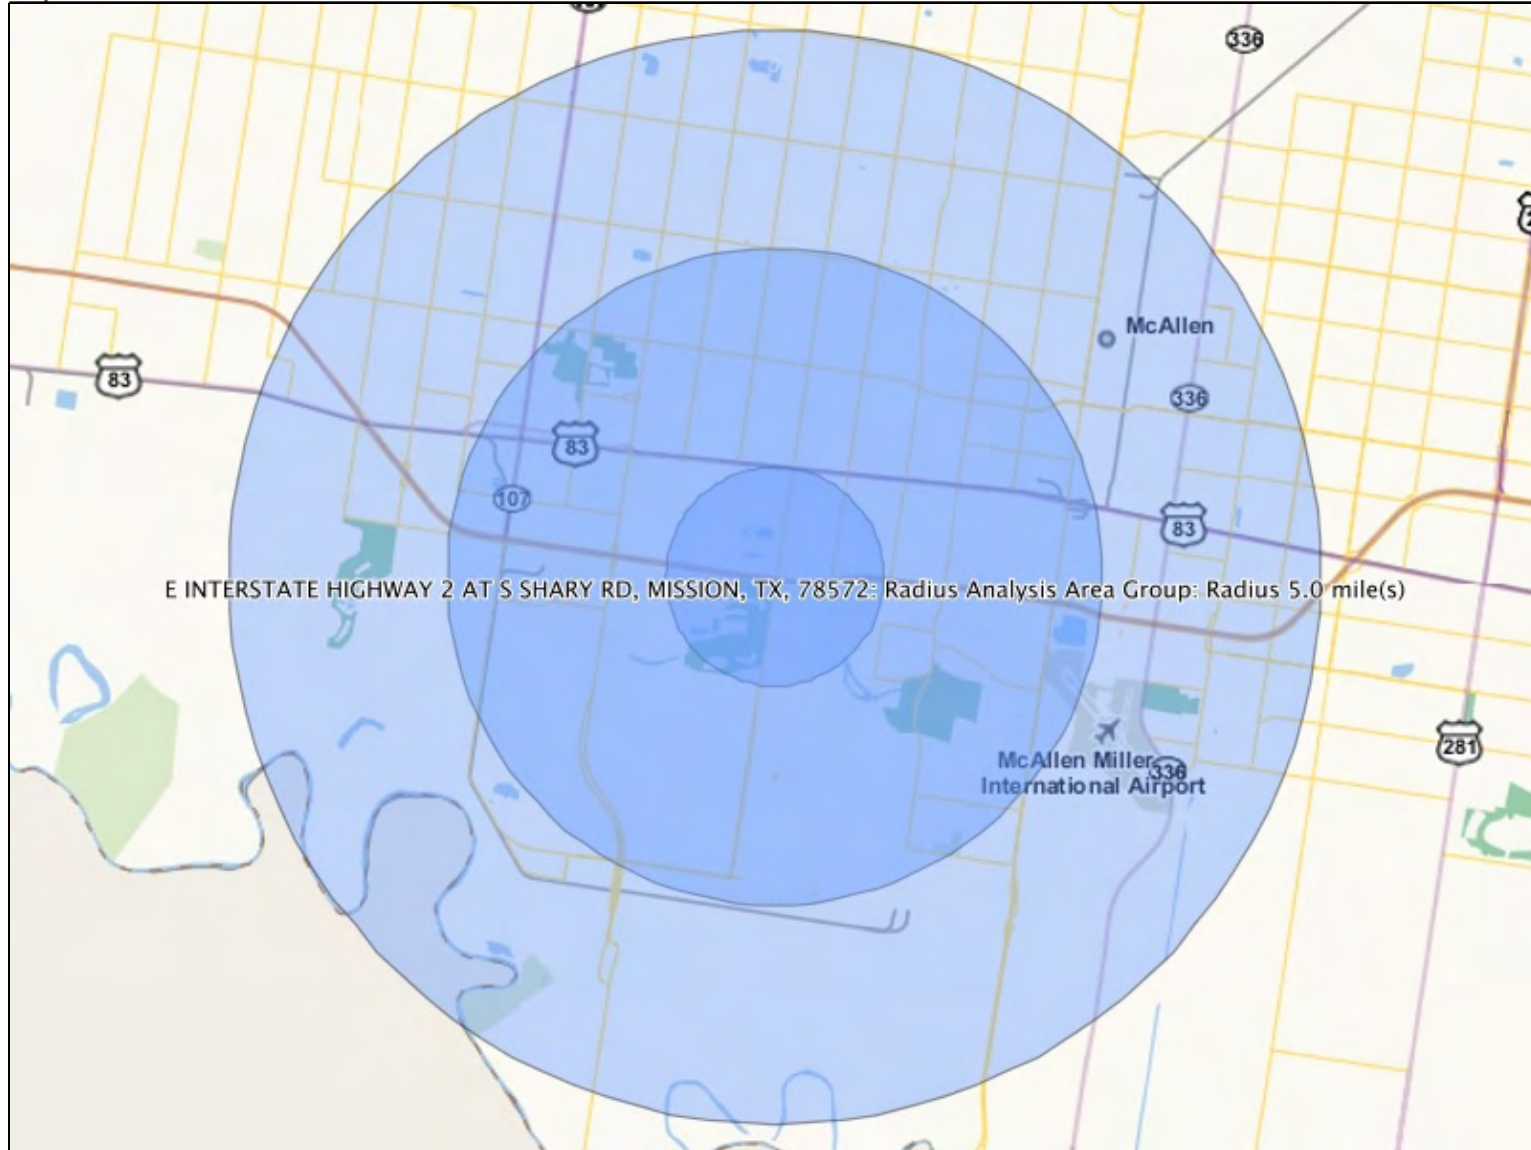 336
McAllen
83
336
83
107
83
E INTERSTATE HIGHWAY 2 AT S SHARY RD, MISSION, TX, 78572: Radius Analysis Area Group: Radius 5.0 mile(s)
McAllen Miller
International Airport
336
281